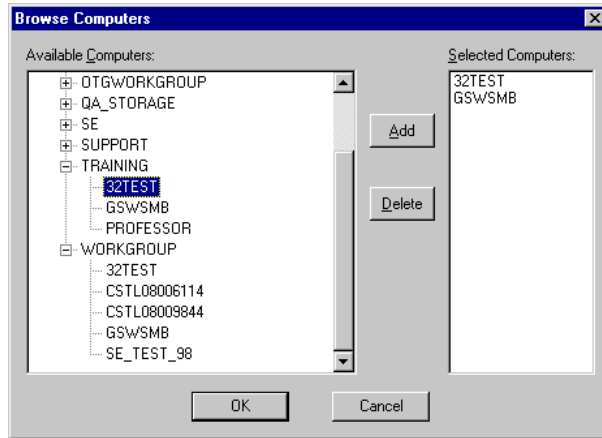 Browse Computers
Available Computers:
OTGWORKGROUP
QA_STORAGE
SE
SUPPORT
TRAINING
32TEST
GSWSMB
PROFESSOR
WORKGROUP
32TEST
CSTL08006114
CSTL08009844
GSWSMB
SE_TEST_98
Add
Delete
Selected Computers:
32TEST
GSWSMB
OK
Cancel